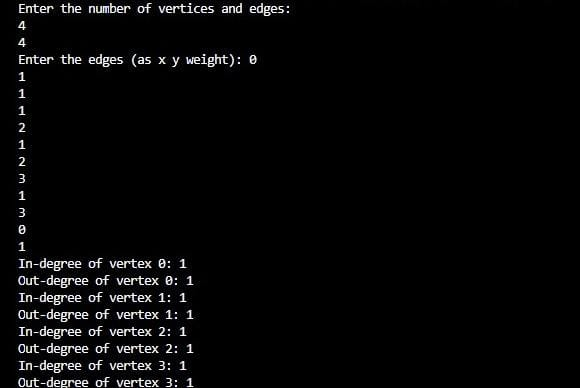 Enter the number of vertices and edges:
4
4
Enter the edges (as x y weight): 0
1
1
1
2
1
2
3
1
3
0
1
In-degree of vertex 0: 1
Out-degree of vertex 0: 1
In-degree of vertex 1: 1
Out-degree of vertex 1: 1
In-degree of vertex 2: 1
Out-degree of vertex 2: 1
In-degree of vertex 3: 1
Out-degree of vertex 3: 1